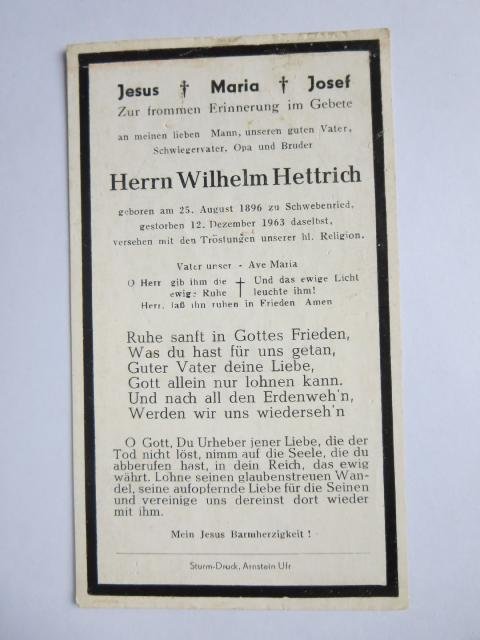 Jesus † Maria † Josef
Zur frommen Erinnerung im Gebete
an meinen lieben Mann, unseren guten Vater,
Schwiegervater, Opa und Bruder
Herrn Wilhelm Hettrich
geboren am 25. August 1896 zu Schwebenried,
gestorben 12. Dezember 1963 daselbst,
versehen mit den Tröstungen unserer hl. Religion.
Vater unser - Ave Maria
O Herr gib ihm die † Und das ewige Licht
ewige Ruhe leuchte ihm!
Herr, laß ihn ruhen in Frieden Amen
Ruhe sanft in Gottes Frieden,
Was du hast für uns getan,
Guter Vater deine Liebe,
Gott allein nur lohnen kann.
Und nach all den Erdenweh'n,
Werden wir uns wiederseh'n
O Gott, Du Urheber jener Liebe, die der
Tod nicht löst, nimm auf die Seele, die du
abberufen hast, in dein Reich, das ewig
währt. Lohne seinen glaubenstreuen Wan-
del, seine aufopfernde Liebe für die Seinen
und vereinige uns dereinst dort wieder
mit ihm.
Mein Jesus Barmherzigkeit !
Sturm-Druck, Arnstein Ufr